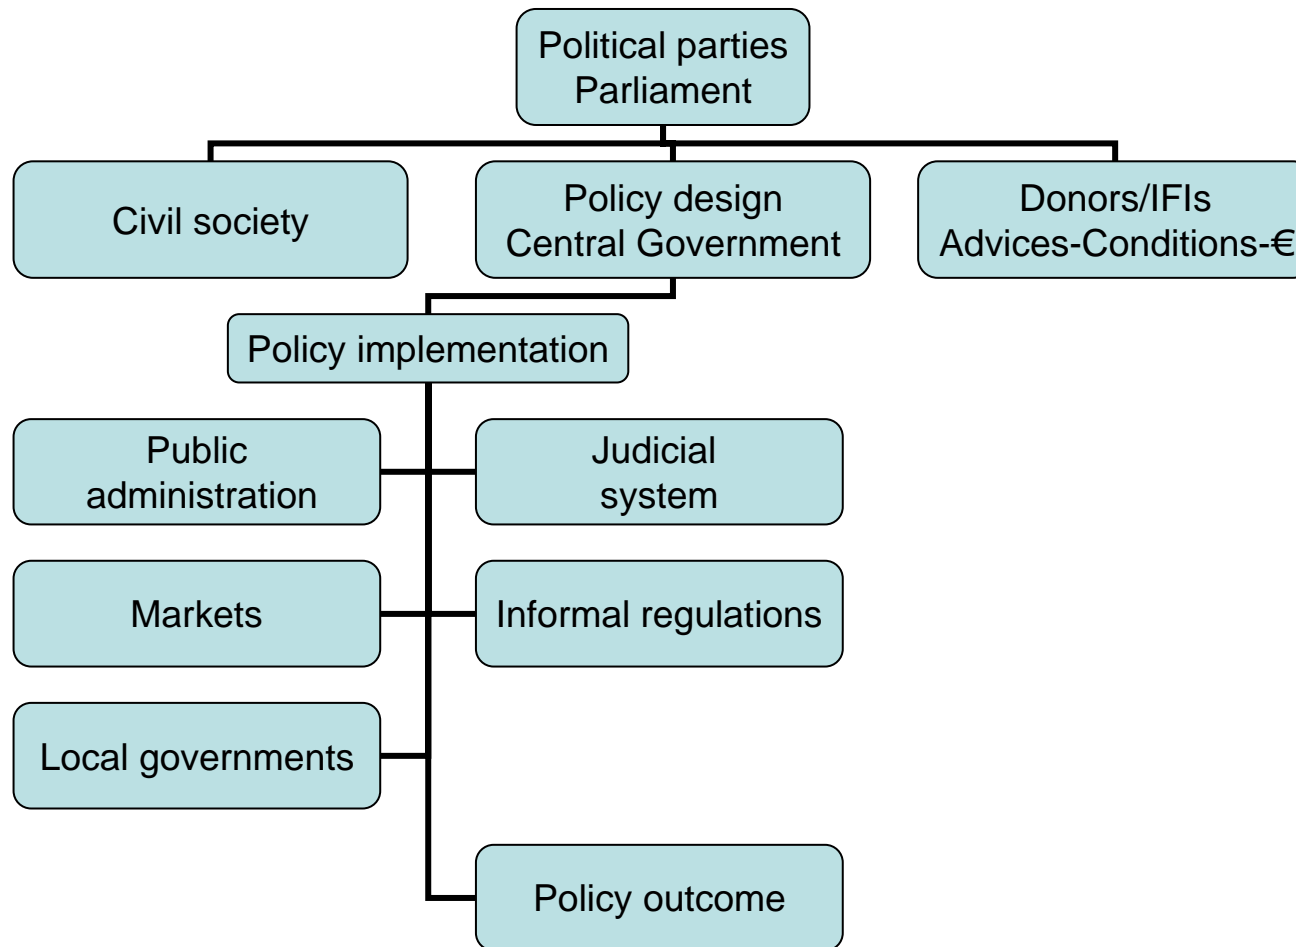 Political parties
Parliament
Civil society
Policy design
Central Government
Donors/IFIs
Advices-Conditions-€
Policy implementation
Public
administration
Judicial
system
Markets
Informal regulations
Local governments
Policy outcome